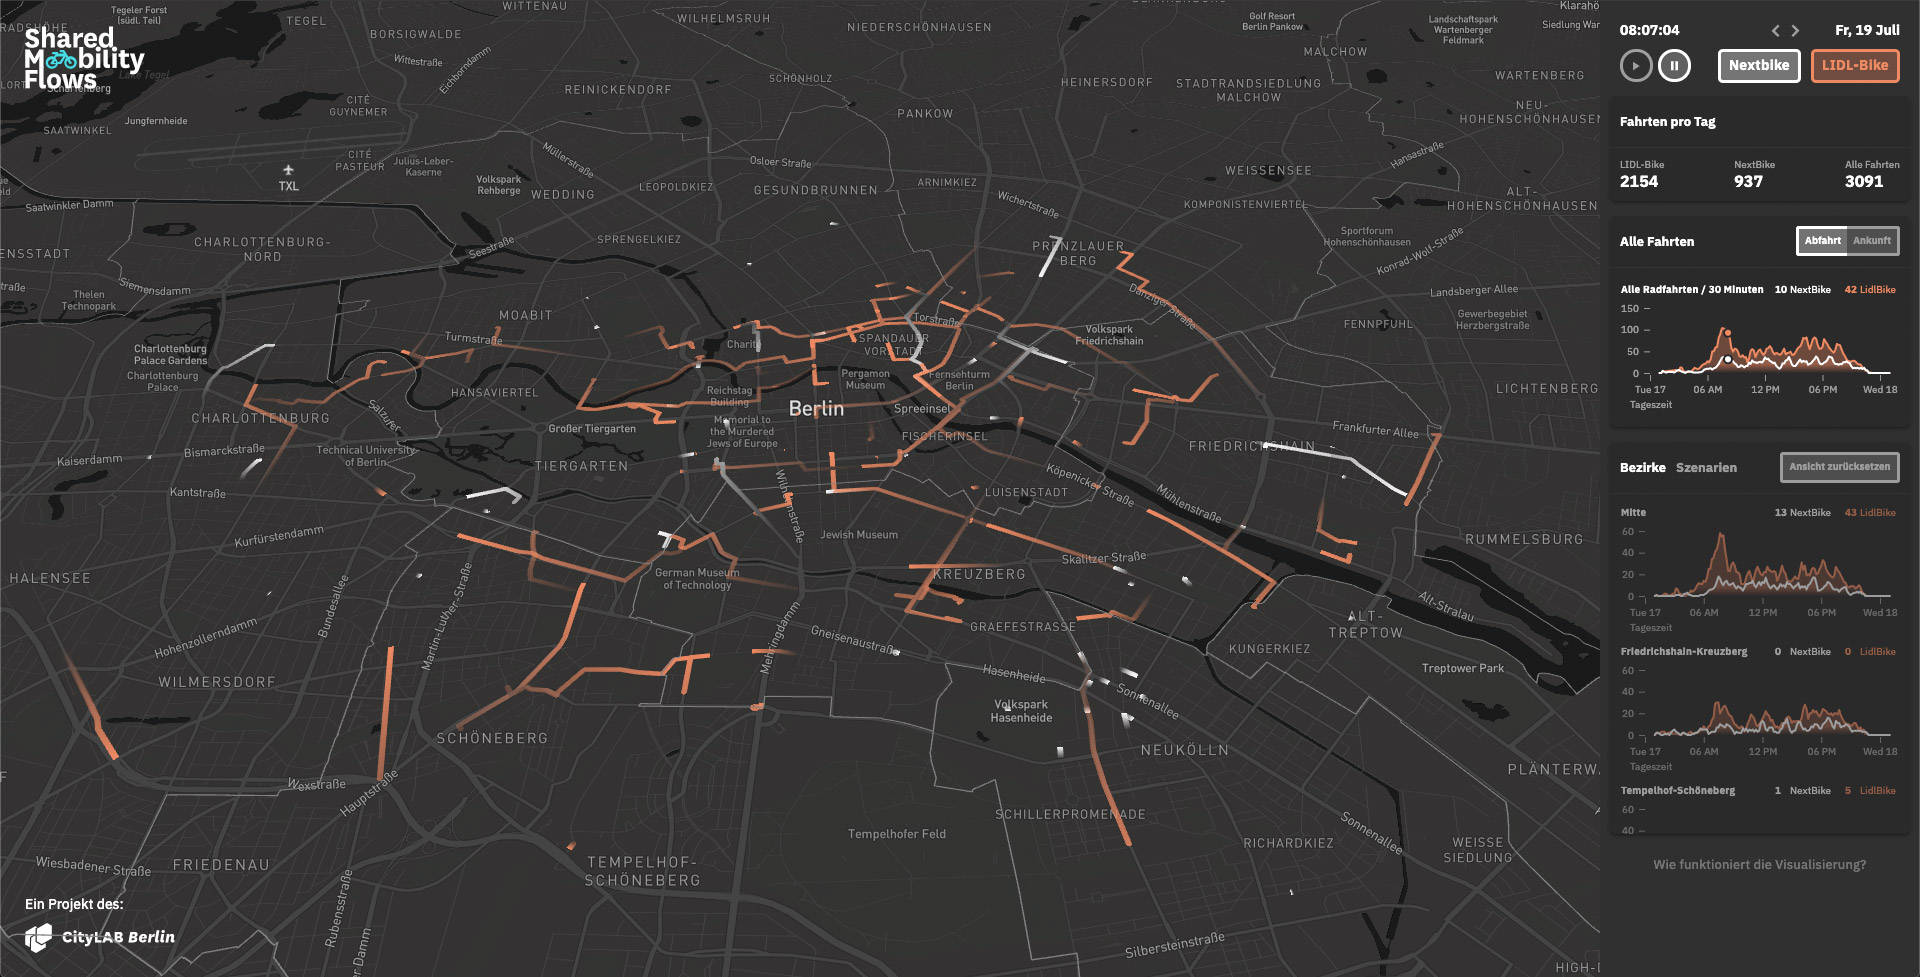 Shared
Mobility
Flows
Tegeler Forst
(südl. Teil)
TEGEL
WITTENAU
BORSIGWALDE
WILHELMSRUH
NIEDERSCHÖNHAUSEN
Golf Resort
Berlin Pankow
Landschaftspark
Wartenberger
Feldmark
Siedlung War
MALCHOW
WARTENBERG
Wittestraße
Eichborndamm
Lake Tegel
Scharfenberg
SCHÖNHOLZ
HEINERSDORF
STADTRANDSIEDLUNG
MALCHOW
NEU-
HOHENSCHÖNHAUSEN
REINICKENDORF
CITÉ
GUYNEMER
Jungfernheide
SAATWINKEL
PANKOW
CITÉ
PASTEUR
Julius-Leber-
Kaserne
Müllerstraße
Osloer Straße
Hansastraße
WEISSENSEE
TXL
Volkspark
Rehberge
WEDDING
LEOPOLDKIEZ
GESUNDBRUNNEN
ARNIMKIEZ
Wichertstraße
KOMPONISTENVIERTEL
ALT-
HOHENSCHÖNHAUSEN
Saatwinkler Damm
CHARLOTTENBURG-
NORD
Seestraße
SPRENGELKIEZ
PRENZLAUER
BERG
Sportforum
Hohenschönhausen
Konrad-Wolf-Straße
Siemensdamm
Thelen
Technopark
Danziger Straße
Landsberger Allee
MOABIT
Turmstraße
Torstraße
Charité
SPANDAUER
VORSTADT
Volkspark
Friedrichshain
FENNPFUHL
Gewerbegebiet
Herzbergstraße
Charlottenburg
Palace Gardens
Charlottenburg
Palace
HANSAVIERTEL
Reichstag
Building
Pergamon
Museum
Fernsehturm
Berlin
LICHTENBERG
CHARLOTTENBURG
Salzufer
Berlin
Spreeinsel
Großer Tiergarten
Memorial to
the Murdered
Jews of Europe
FISCHERINSEL
FRIEDRICHSHAIN
Frankfurter Allee
Bismarckstraße
Technical University
of Berlin
Kaiserdamm
TIERGARTEN
Kantstraße
Wilhelmstraße
LUISENSTADT
Köpenicker Straße
Mühlenstraße
Kurfürstendamm
Jewish Museum
RUMMELSBURG
Skalitzer Straße
HALENSEE
German Museum
of Technology
KREUZBERG
Bundesallee
Martin-Luther-Straße
Mehringdamm
Gneisenaustraße
GRAEFESTRASSE
ALT-
TREPTOW
Alt-Stralau
Hohenzollerndamm
KUNGERKIEZ
Treptower Park
WILMERSDORF
Hasenheide
Sonnenallee
Volkspark
Hasenheide
SCHÖNEBERG
NEUKÖLLN
Wexstraße
Hauptstraße
PLÄNTERW
SCHILLERPROMENADE
Tempelhofer Feld
Sonnenallee
RICHARDKIEZ
WEISSE
SIEDLUNG
Wiesbadener Straße
FRIEDENAU
TEMPELHOF-
SCHÖNEBERG
Rubensstraße
Silbersteinstraße
Ein Projekt des:
CityLAB Berlin
08:07:04
Fr, 19 Juli
Nextbike
LIDL-Bike
Fahrten pro Tag
LIDL-Bike NextBike Alle Fahrten
2154 937 3091
Alle Fahrten
Abfahrt Ankunft
Alle Radfahrten / 30 Minuten 10 NextBike 42 LidlBike
150
100
50
0
Tue 17 06 AM 12 PM 06 PM Wed 18
Tageszeit
Bezirke Szenarien
Ansicht zurücksetzen
Mitte 13 NextBike 43 LidlBike
60
40
20
0
Tue 17 06 AM 12 PM 06 PM Wed 18
Tageszeit
Friedrichshain-Kreuzberg 0 NextBike 0 LidlBike
60
40
20
0
Tue 17 06 AM 12 PM 06 PM Wed 18
Tageszeit
Tempelhof-Schöneberg 1 NextBike 5 LidlBike
60
40
Wie funktioniert die Visualisierung?